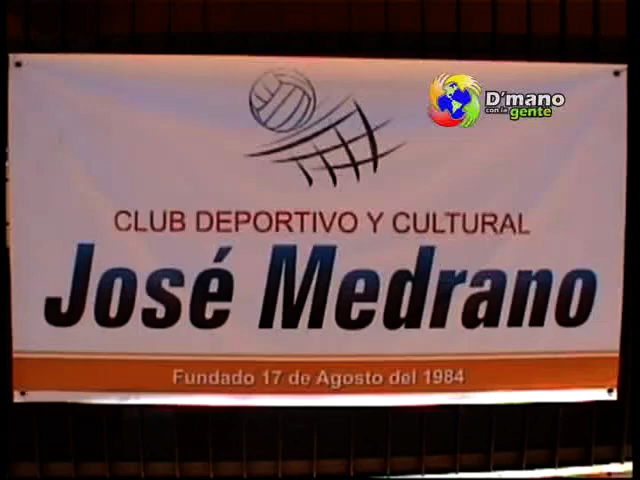 D'mano
con la
gente
CLUB DEPORTIVO Y CULTURAL
José Medrano
Fundado 17 de Agosto del 1984